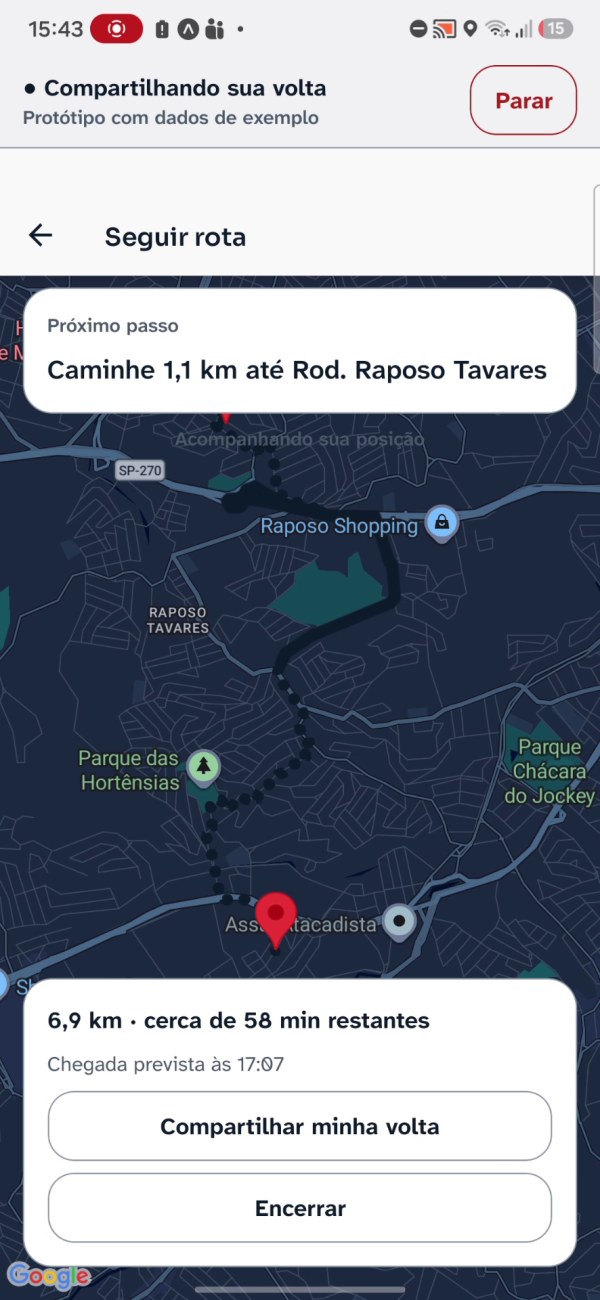 15:43
15
Compartilhando sua volta
Protótipo com dados de exemplo
Parar
Seguir rota
Próximo passo
Caminhe 1,1 km até Rod. Raposo Tavares
Acompanhando sua posição
SP-270
Raposo Shopping
RAPOSO
TAVARES
Parque das
Hortênsias
Parque
Chácara
do Jockey
6,9 km · cerca de 58 min restantes
Chegada prevista às 17:07
Compartilhar minha volta
Encerrar
Google